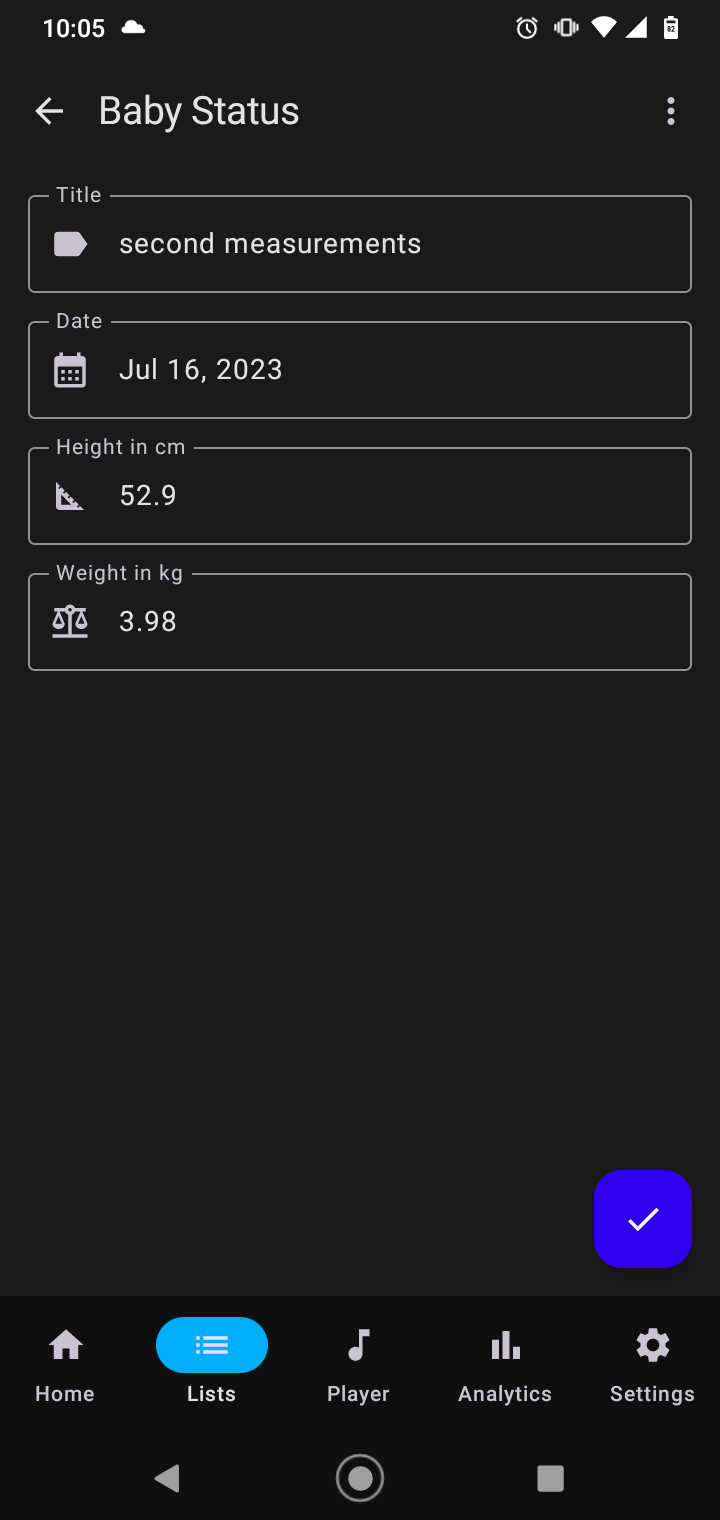 10:05
82
Baby Status
Title
second measurements
Date
Jul 16, 2023
Height in cm
52.9
Weight in kg
3.98
Home Lists Player Analytics Settings